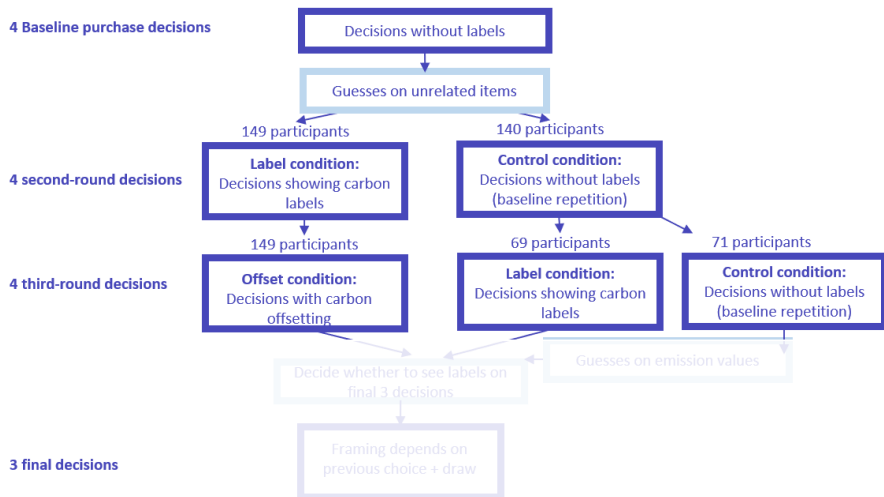 4 Baseline purchase decisions
Decisions without labels
Guesses on unrelated items
149 participants
140 participants
4 second-round decisions
Label condition:
Decisions showing carbon
labels
Control condition:
Decisions without labels
(baseline repetition)
149 participants
69 participants
71 participants
4 third-round decisions
Offset condition:
Decisions with carbon
offsetting
Label condition:
Decisions showing carbon
labels
Control condition:
Decisions without labels
(baseline repetition)
Decide whether to see labels on
final 3 decisions
Guesses on emission values
3 final decisions
Framing depends on
previous choice + draw